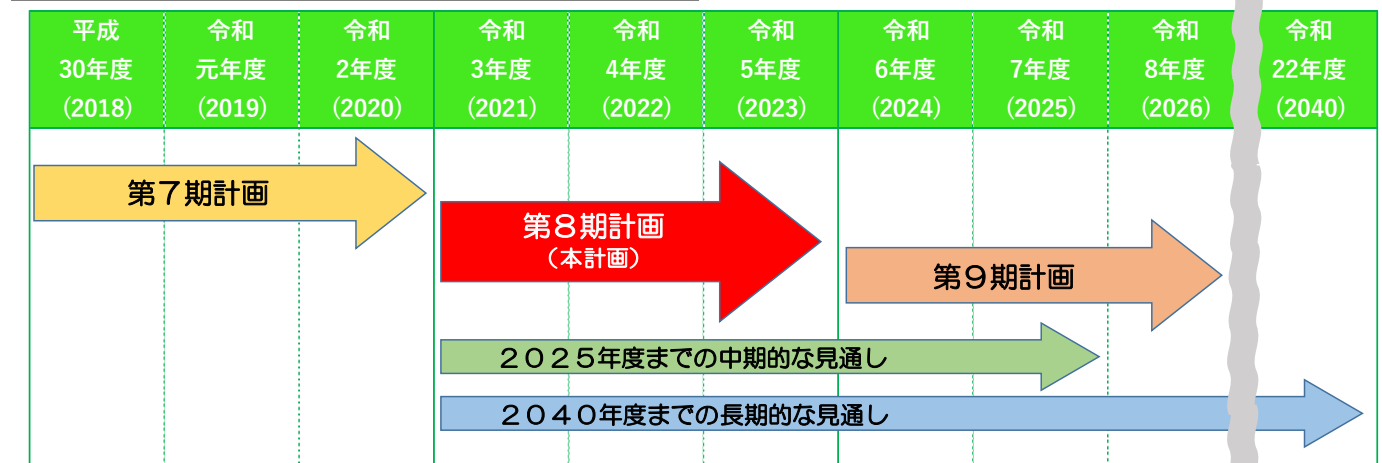 平成
30年度
（2018）
令和
元年度
（2019）
令和
2年度
（2020）
令和
3年度
（2021）
令和
4年度
（2022）
令和
5年度
（2023）
令和
6年度
（2024）
令和
7年度
（2025）
令和
8年度
（2026）
令和
22年度
（2040）
第７期計画
第８期計画
（本計画）
第９期計画
２０２５年度までの中期的な見通し
２０４０年度までの長期的な見通し